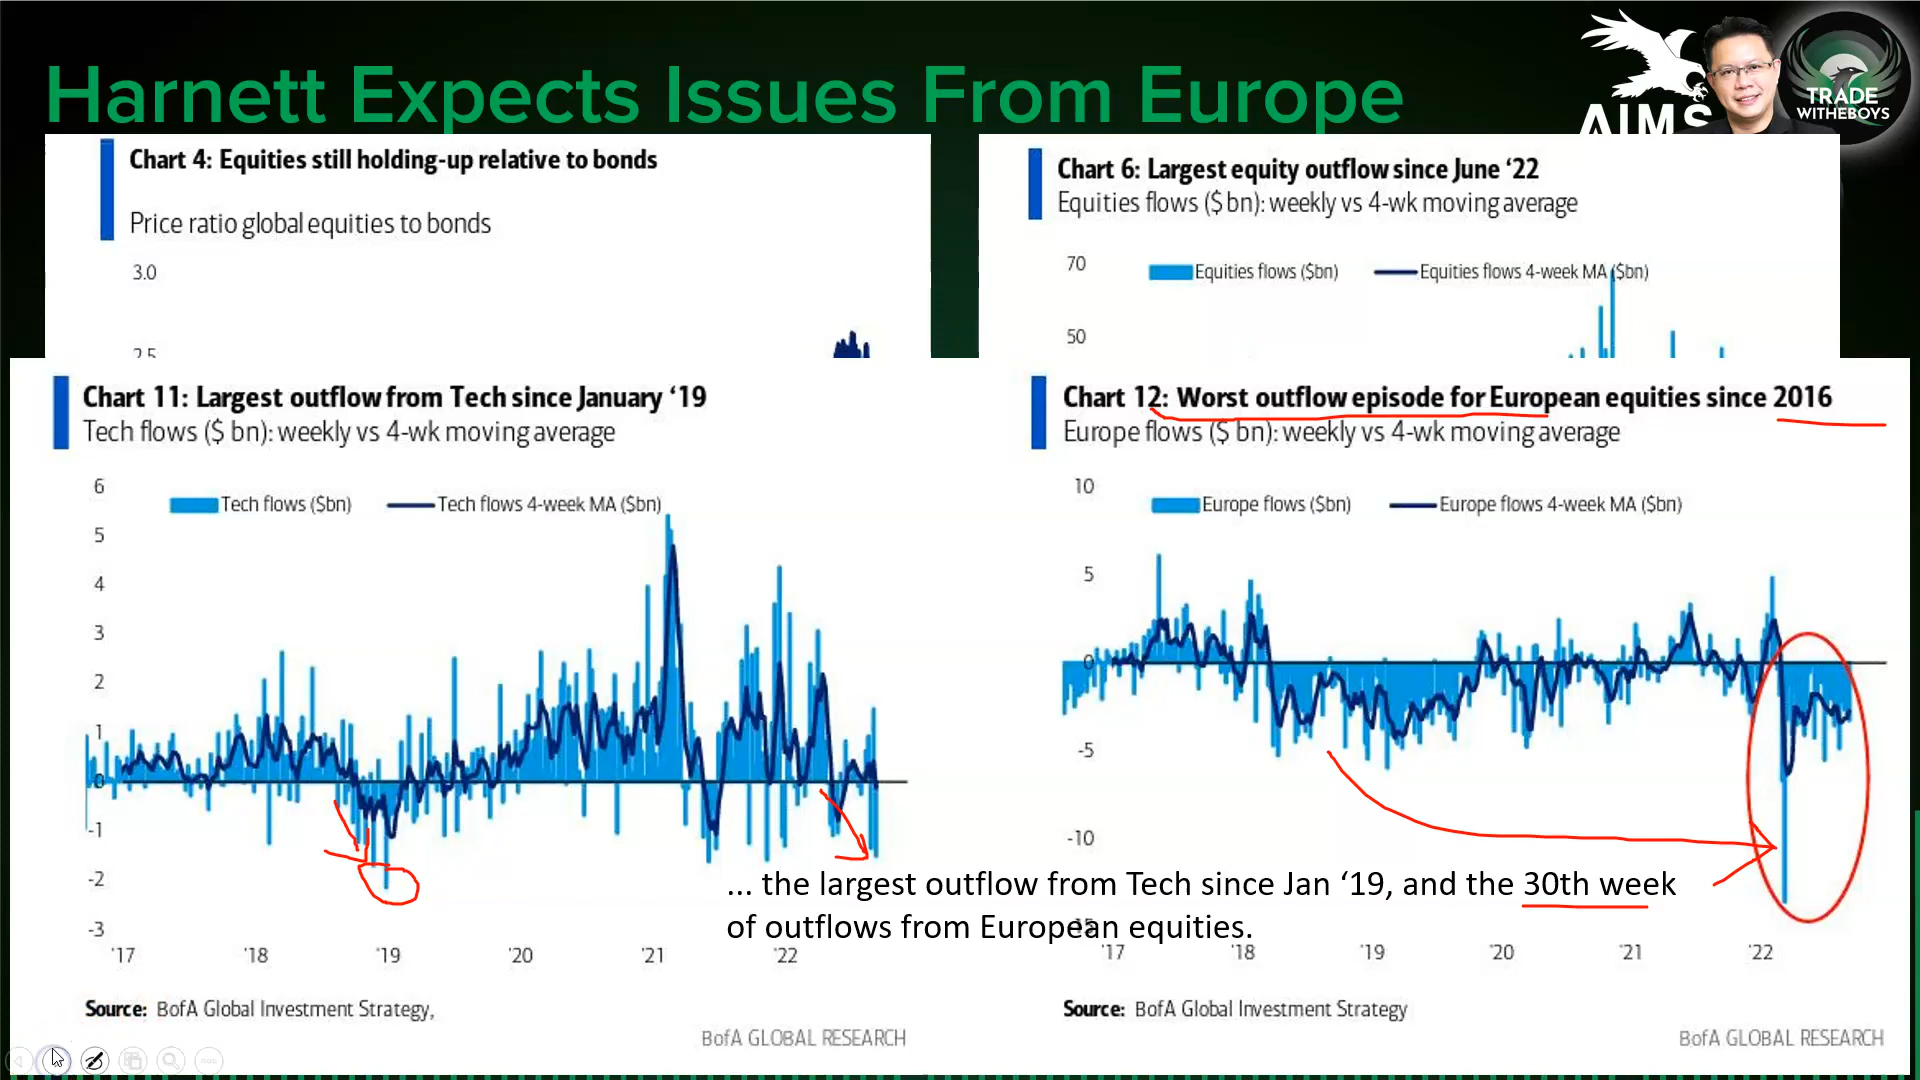 Harnett Expects Issues From Europe
AIMS
TRADE
WITHEBOYS
Chart 4: Equities still holding-up relative to bonds
Price ratio global equities to bonds
3.0
2.5
Chart 6: Largest equity outflow since June ‘22
Equities flows ($ bn): weekly vs 4-wk moving average
70
Equities flows ($bn)
Equities flows 4-week MA ($bn)
50
Chart 11: Largest outflow from Tech since January ‘19
Tech flows ($ bn): weekly vs 4-wk moving average
6
Tech flows ($bn)
Tech flows 4-week MA ($bn)
5
4
3
2
1
0
-1
-2
-3
'17 '18 '19 '20 '21 '22
Source: BofA Global Investment Strategy,
BofA GLOBAL RESEARCH
Chart 12: Worst outflow episode for European equities since 2016
Europe flows ($ bn): weekly vs 4-wk moving average
10
Europe flows ($bn)
Europe flows 4-week MA ($bn)
5
0
-5
-10
... the largest outflow from Tech since Jan ‘19, and the 30th week
of outflows from European equities.
15
'17 '18 '19 '20 '21 '22
Source: BofA Global Investment Strategy
BofA GLOBAL RESEARCH